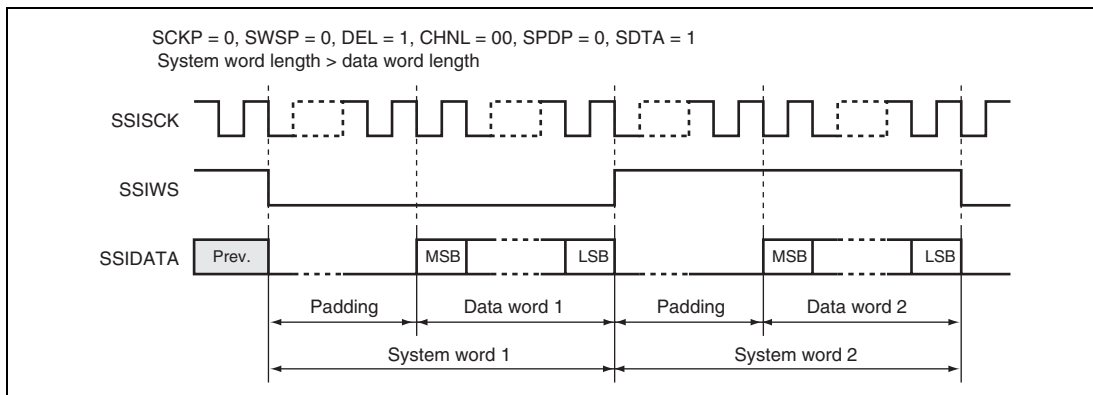 SCKP = 0, SWSP = 0, DEL = 1, CHNL = 00, SPDP = 0, SDTA = 1
System word length > data word length
SSISCK
SSIWS
SSIDATA
Prev.
MSB
LSB
MSB
LSB
Padding
Data word 1
Padding
Data word 2
System word 1
System word 2